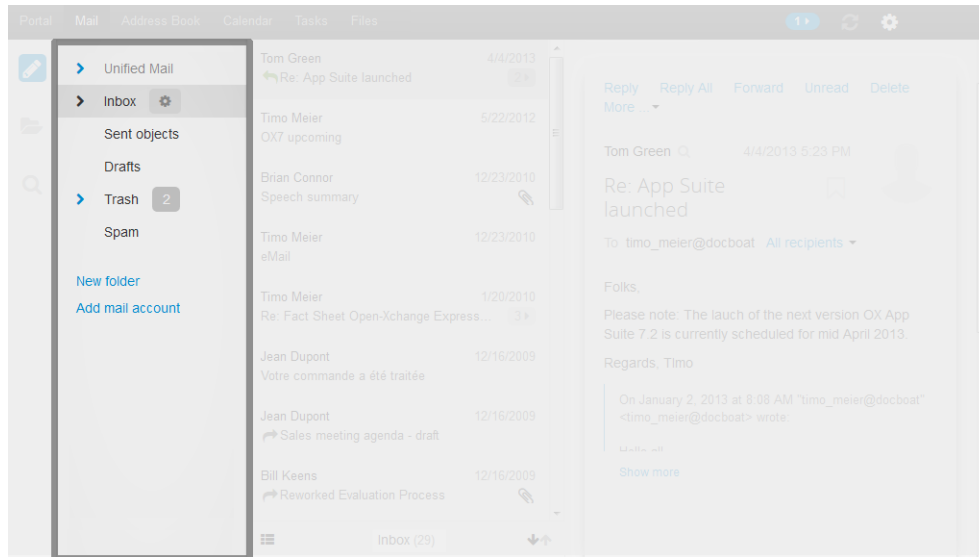 Portal Mail Address Book Calendar Tasks Files 1
Unified Mail
Inbox
Sent objects
Drafts
Trash 2
Spam
New folder
Add mail account
Tom Green 4/4/2013
Re: App Suite launched 2
Timo Meier 5/22/2012
OX7 upcoming
Brian Connor 12/23/2010
Speech summary
Timo Meier 12/23/2010
eMail
Timo Meier 1/20/2010
Re: Fact Sheet Open-Xchange Express... 3
Jean Dupont 12/16/2009
Votre commande a été traitée
Jean Dupont 12/16/2009
Sales meeting agenda - draft
Bill Keens 12/16/2009
Reworked Evaluation Process
Inbox (29)
Reply Reply All Forward Unread Delete
More ...
Tom Green 4/4/2013 5:23 PM
Re: App Suite
launched
To timo_meier@docboat All recipients
Folks,
Please note: The lauch of the next version OX App
Suite 7.2 is currently scheduled for mid April 2013.
Regards, Timo
On January 2, 2013 at 8:08 AM "timo_meier@docboat"
<timo_meier@docboat> wrote:
Hello all
Show more